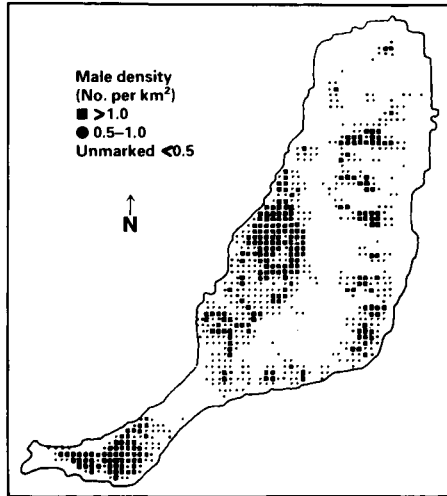 Male density
(No. per km²)
■ >1.0
● 0.5–1.0
Unmarked <0.5
↑
N